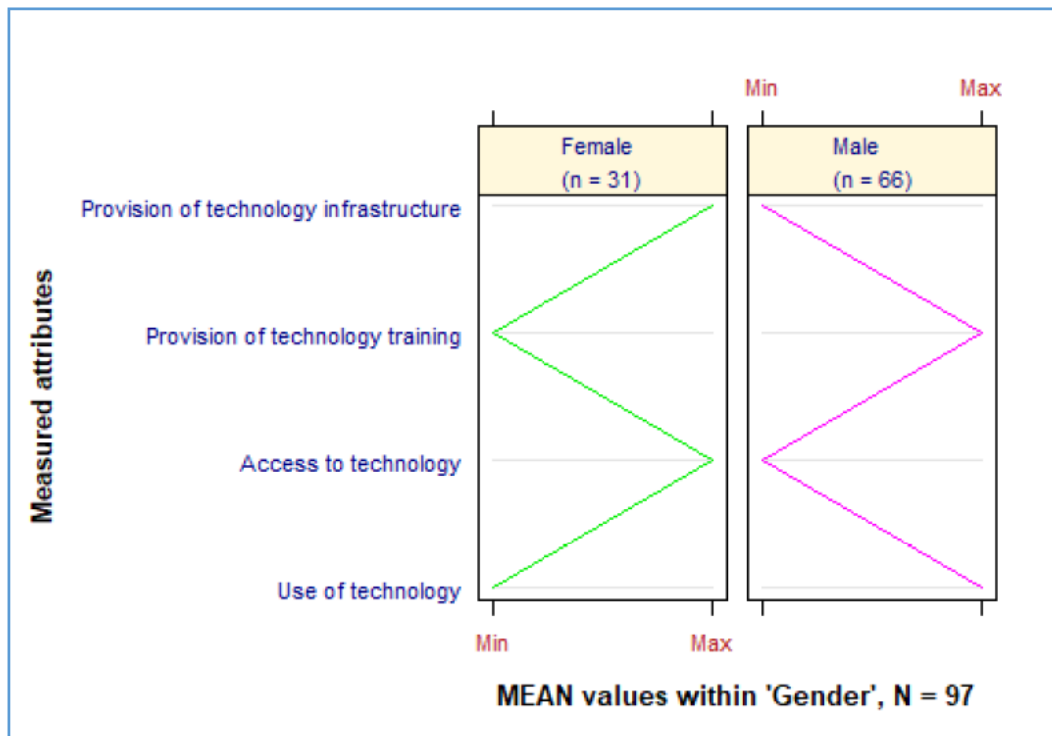 Min Max
Female Male
(n = 31) (n = 66)
Provision of technology infrastructure
Provision of technology training
Access to technology
Use of technology
Measured attributes
Min Max
MEAN values within 'Gender', N = 97